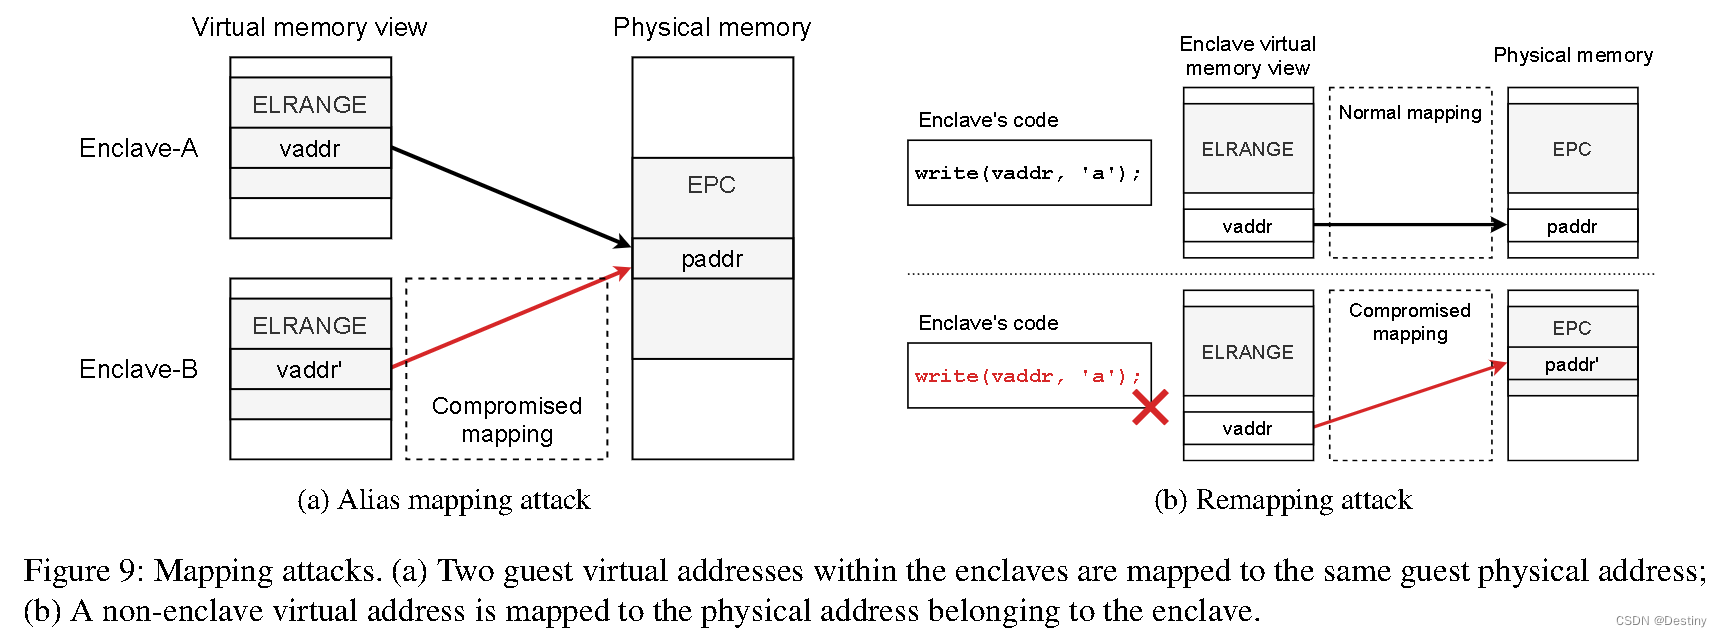 Virtual memory view
Physical memory
Enclave-A
ELRANGE
vaddr
EPC
paddr
Enclave-B
ELRANGE
vaddr'
Compromised
mapping
(a) Alias mapping attack
Enclave virtual
memory view
Physical memory
Enclave's code
write(vaddr, 'a');
ELRANGE
vaddr
Normal mapping
EPC
paddr
Enclave's code
write(vaddr, 'a');
ELRANGE
vaddr
Compromised
mapping
EPC
paddr'
(b) Remapping attack
Figure 9: Mapping attacks. (a) Two guest virtual addresses within the enclaves are mapped to the same guest physical address;
(b) A non-enclave virtual address is mapped to the physical address belonging to the enclave.
CSDN @Destiny